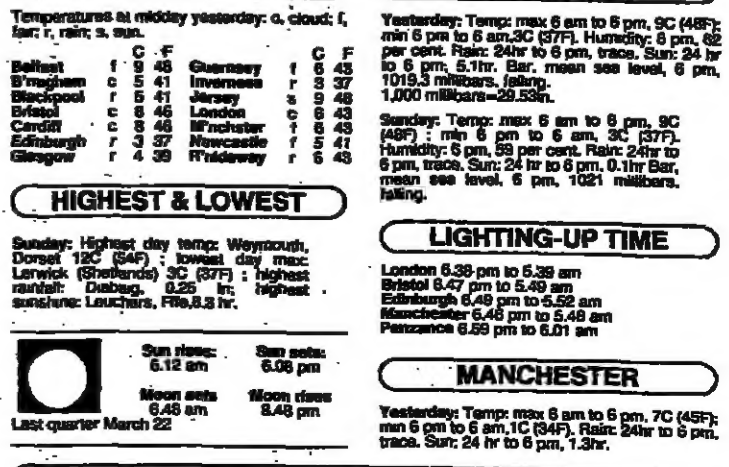 Temperatures at midday yesterday: c, cloud; f,
fair; r, rain; s, sun.
C F
C F
Belfast f 9 48 Guernsey f 6 43
B'rmgham c 5 41 Inverness r 3 37
Blackpool r 5 41 Jersey s 9 48
Bristol c 8 46 London c 6 43
Cardiff c 8 46 M'nchster f 6 43
Edinburgh r 3 37 Newcastle f 5 41
Glasgow r 4 39 R'nldsway r 6 43
HIGHEST & LOWEST
Sunday: Highest day temp: Weymouth,
Dorset 12C (54F) ; lowest day max:
Lerwick (Shetlands) 3C (37F) ; highest
rainfall: Diabaig, 0.25 in; highest
sunshine: Leuchars, Fife, 8.3 hr.
Sun rises: Sun sets:
6.12 am 6.08 pm
Moon sets Moon rises
6.48 am 8.48 pm
Last quarter March 22
Yesterday: Temp: max 6 am to 6 pm, 9C (48F);
min 6 pm to 6 am, 3C (37F). Humidity: 6 pm, 62
per cent. Rain: 24hr to 6 pm, trace. Sun: 24 hr
to 6 pm, 5.1hr. Bar, mean sea level, 6 pm,
1019.3 millibars, falling.
1,000 millibars=29.53in.
Sunday: Temp: max 6 am to 6 pm, 9C
(48F) ; min 6 pm to 6 am, 3C (37F).
Humidity: 6 pm, 59 per cent. Rain: 24hr to
6 pm, trace. Sun: 24 hr to 6 pm, 0.1hr Bar,
mean sea level, 6 pm, 1021 millibars,
falling.
LIGHTING-UP TIME
London 6.38 pm to 5.39 am
Bristol 6.47 pm to 5.49 am
Edinburgh 6.49 pm to 5.52 am
Manchester 6.46 pm to 5.48 am
Penzance 6.59 pm to 6.01 am
MANCHESTER
Yesterday: Temp: max 6 am to 6 pm, 7C (45F);
min 6 pm to 6 am, 1C (34F). Rain: 24hr to 6 pm,
trace. Sun: 24 hr to 6 pm, 1.3hr.